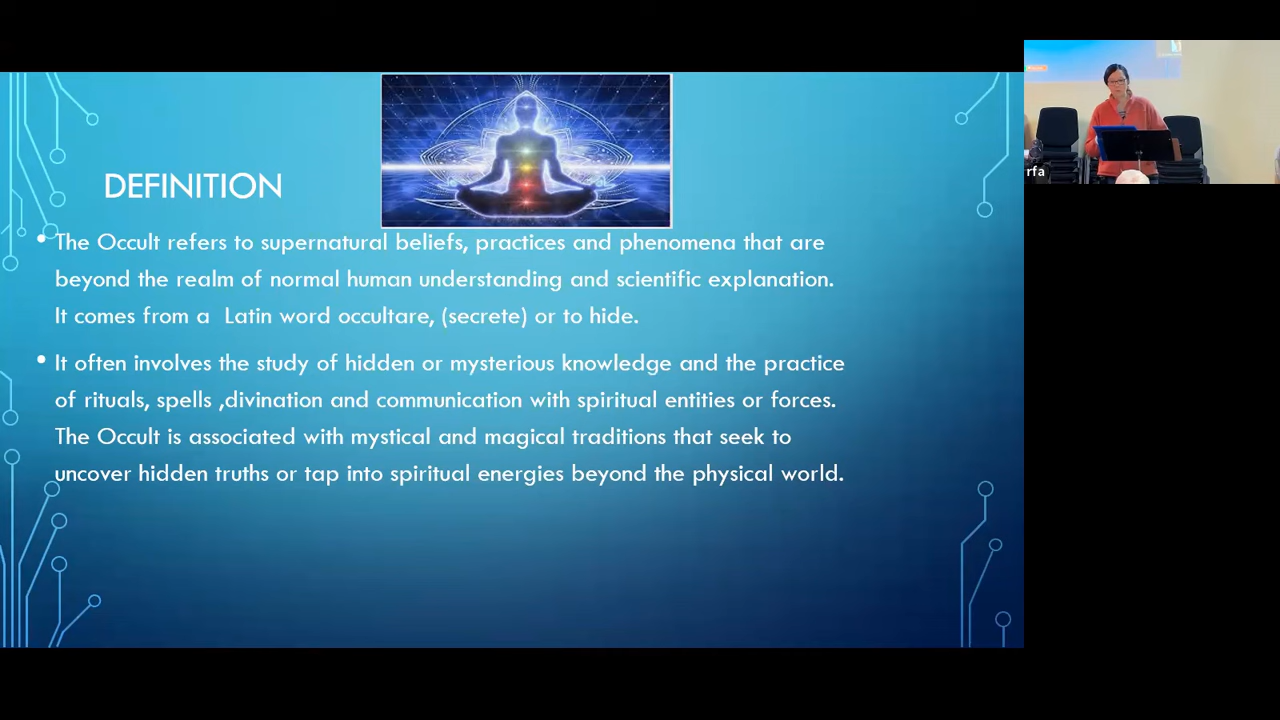 DEFINITION
• The Occult refers to supernatural beliefs, practices and phenomena that are
beyond the realm of normal human understanding and scientific explanation.
It comes from a  Latin word occultare, (secrete) or to hide.
• It often involves the study of hidden or mysterious knowledge and the practice
of rituals, spells ,divination and communication with spiritual entities or forces.
The Occult is associated with mystical and magical traditions that seek to
uncover hidden truths or tap into spiritual energies beyond the physical world.
rfa